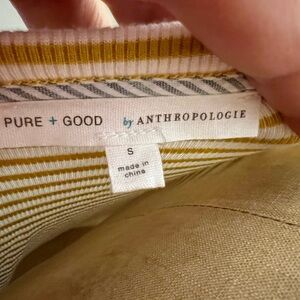 PURE + GOOD by ANTHROPOLOGIE
S
made in
china